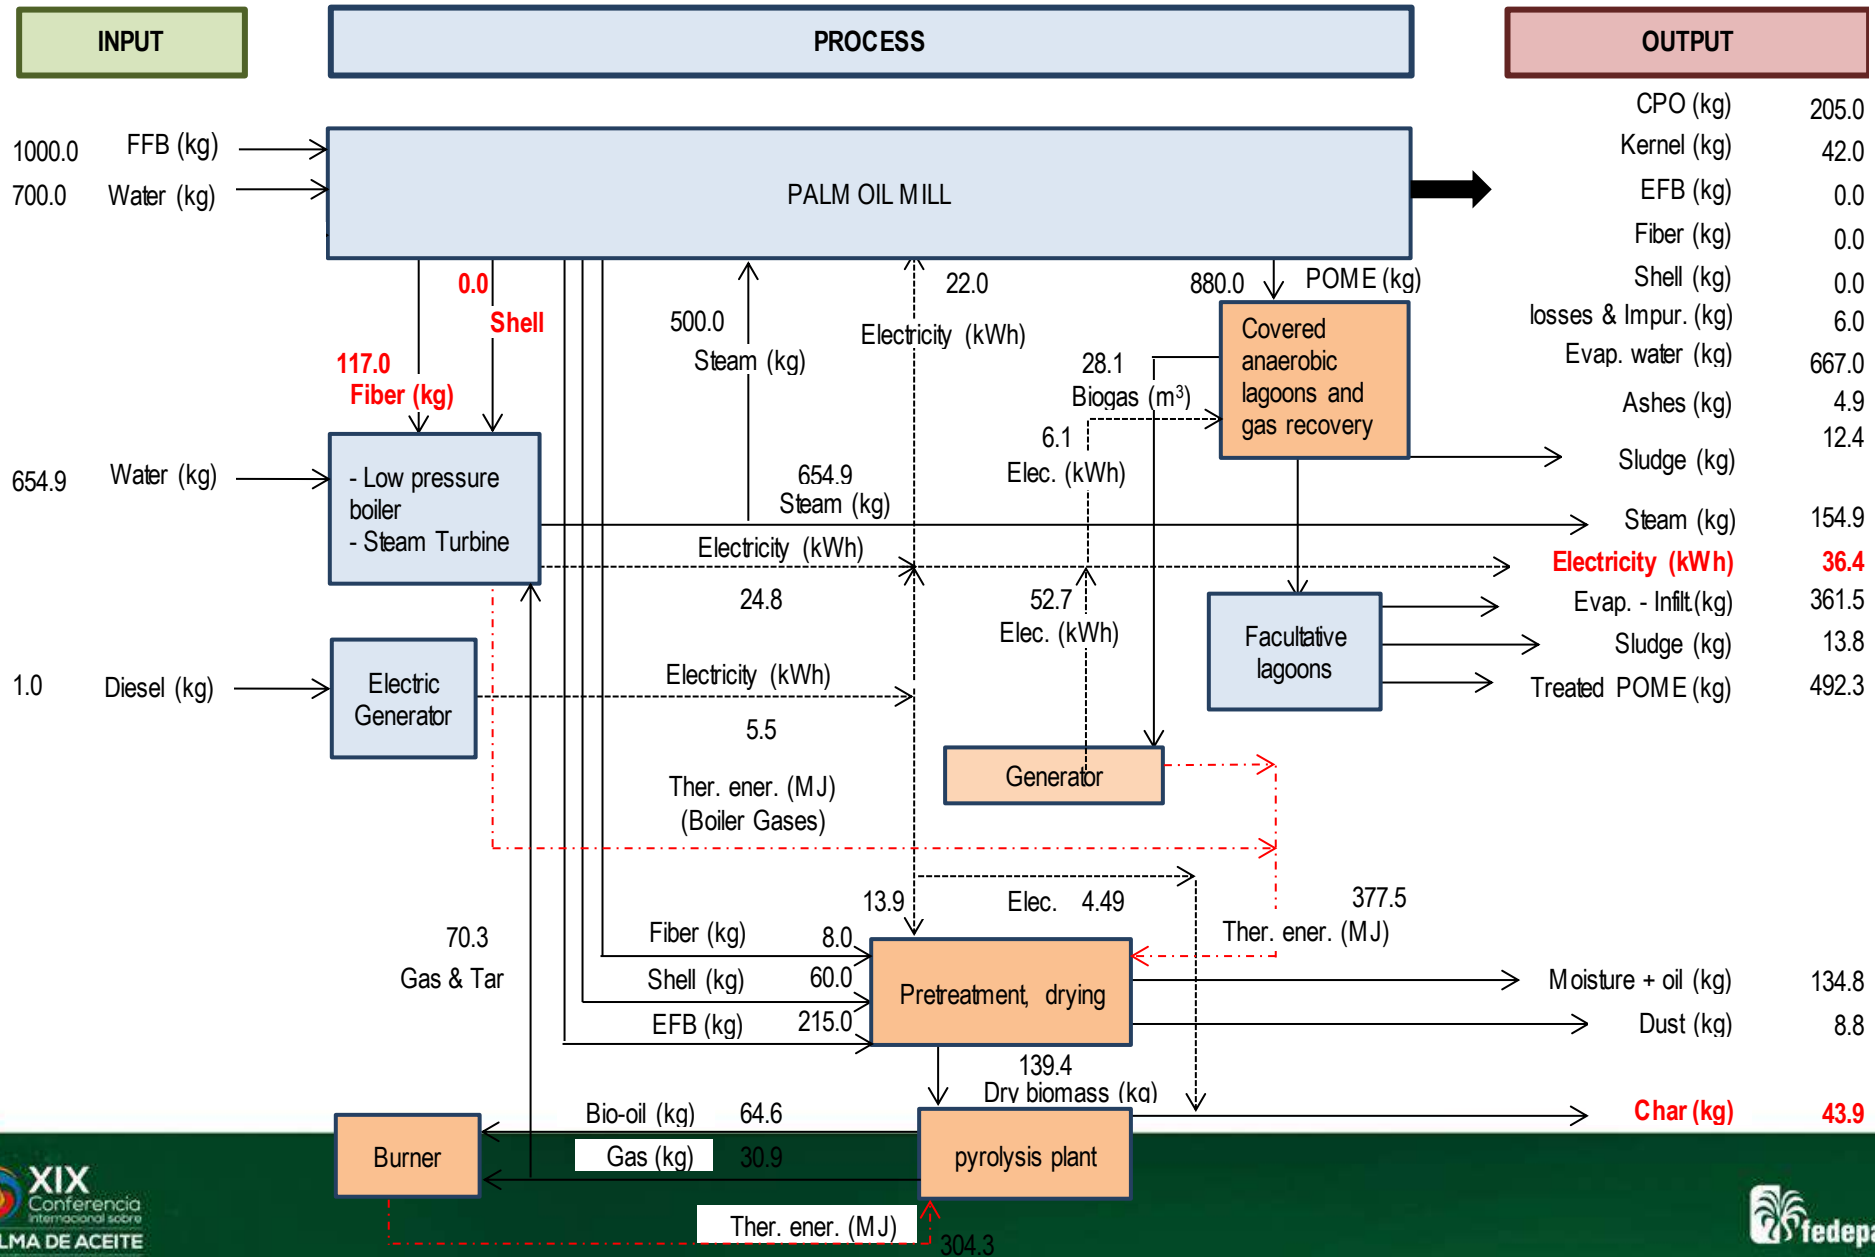 INPUT
PROCESS
OUTPUT
CPO (kg) 205.0
1000.0 FFB (kg)
Kernel (kg) 42.0
700.0 Water (kg)
PALM OIL MILL
EFB (kg) 0.0
Fiber (kg) 0.0
0.0
Shell
22.0
Electricity (kWh)
880.0 POME (kg)
Shell (kg) 0.0
500.0
Steam (kg)
losses & Impur. (kg) 6.0
117.0
Fiber (kg)
28.1
Biogas (m³)
Covered
anaerobic
lagoons and
gas recovery
Evap. water (kg) 667.0
Ashes (kg) 4.9
12.4
Sludge (kg)
6.1
Elec. (kWh)
654.9 Water (kg)
- Low pressure
boiler
- Steam Turbine
654.9
Steam (kg)
Steam (kg) 154.9
Electricity (kWh)
24.8
Electricity (kWh) 36.4
52.7
Elec. (kWh)
Evap. - Infilt.(kg) 361.5
Facultative
lagoons
Sludge (kg) 13.8
1.0 Diesel (kg)
Electric
Generator
Electricity (kWh)
5.5
Treated POME (kg) 492.3
Generator
Ther. ener. (MJ)
(Boiler Gases)
13.9
Elec. 4.49
377.5
Ther. ener. (MJ)
70.3
Gas & Tar
Fiber (kg) 8.0
Shell (kg) 60.0
EFB (kg) 215.0
Pretreatment, drying
Moisture + oil (kg) 134.8
Dust (kg) 8.8
139.4
Dry biomass (kg)
Bio-oil (kg) 64.6
Char (kg) 43.9
Burner
Gas (kg) 30.9
pyrolysis plant
Ther. ener. (MJ)
304.3
XIX
Conferencia
Internacional sobre
LMA DE ACEITE
fedepa